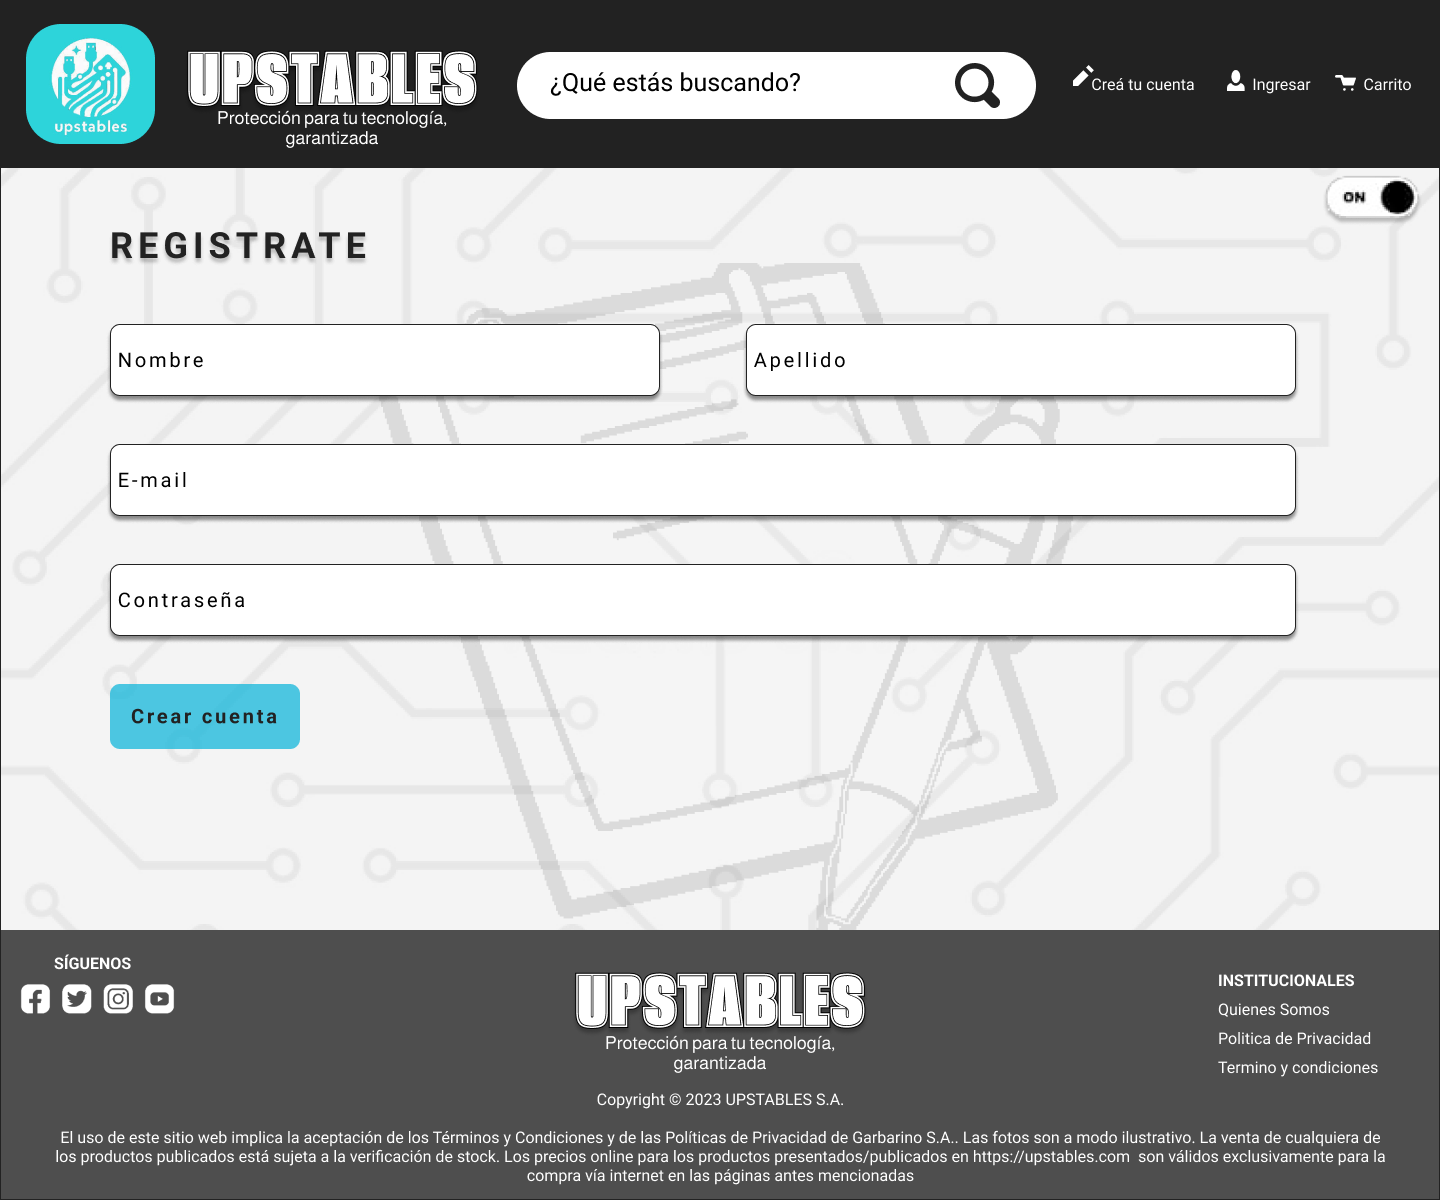 upstables
UPSTABLES
Protección para tu tecnología,
garantizada
¿Qué estás buscando?
Creá tu cuenta
Ingresar
Carrito
ON
REGISTRATE
Nombre
Apellido
E-mail
Contraseña
Crear cuenta
SÍGUENOS
UPSTABLES
Protección para tu tecnología,
garantizada
INSTITUCIONALES
Quienes Somos
Politica de Privacidad
Termino y condiciones
Copyright © 2023 UPSTABLES S.A.
El uso de este sitio web implica la aceptación de los Términos y Condiciones y de las Políticas de Privacidad de Garbarino S.A.. Las fotos son a modo ilustrativo. La venta de cualquiera de
los productos publicados está sujeta a la verificación de stock. Los precios online para los productos presentados/publicados en https://upstables.com  son válidos exclusivamente para la
compra vía internet en las páginas antes mencionadas